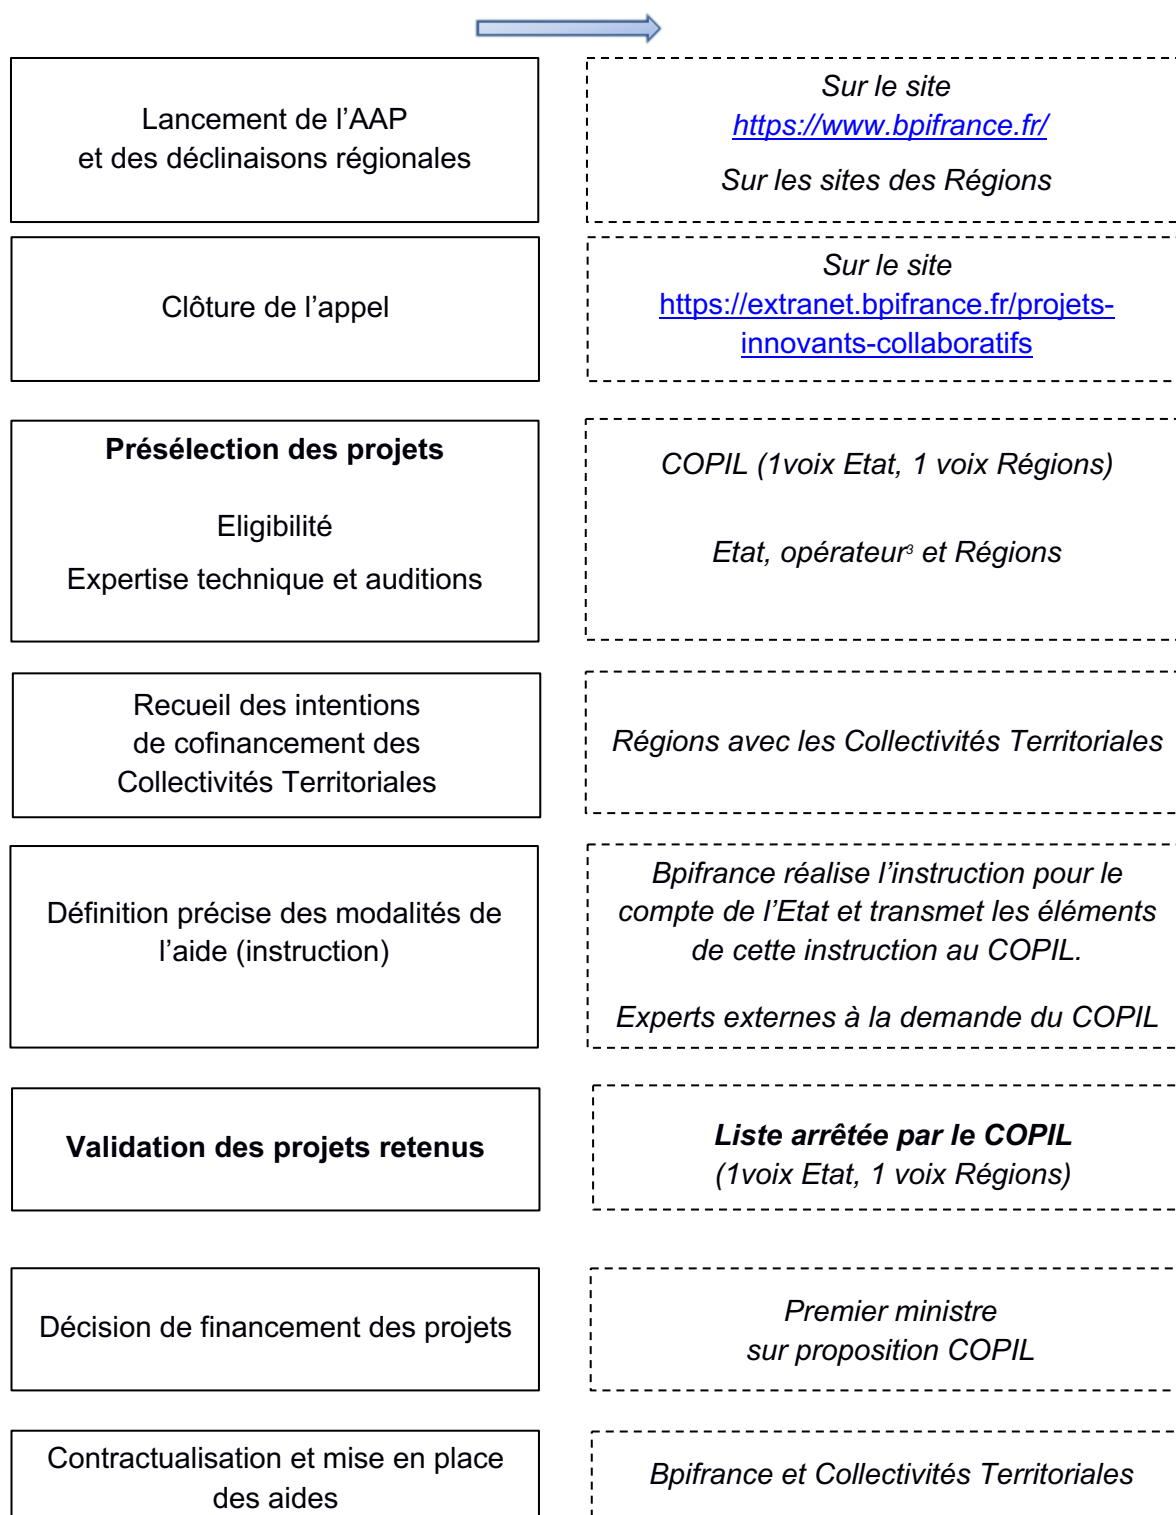 Lancement de l’AAP
et des déclinaisons régionales
Sur le site
https://www.bpifrance.fr/
Sur les sites des Régions
Clôture de l’appel
Sur le site
https://extranet.bpifrance.fr/projets-
innovants-collaboratifs
Présélection des projets
Eligibilité
Expertise technique et auditions
COPIL (1voix Etat, 1 voix Régions)
Etat, opérateur³ et Régions
Recueil des intentions
de cofinancement des
Collectivités Territoriales
Régions avec les Collectivités Territoriales
Définition précise des modalités de
l’aide (instruction)
Bpifrance réalise l’instruction pour le
compte de l’Etat et transmet les éléments
de cette instruction au COPIL.
Experts externes à la demande du COPIL
Validation des projets retenus
Liste arrêtée par le COPIL
(1voix Etat, 1 voix Régions)
Décision de financement des projets
Premier ministre
sur proposition COPIL
Contractualisation et mise en place
des aides
Bpifrance et Collectivités Territoriales